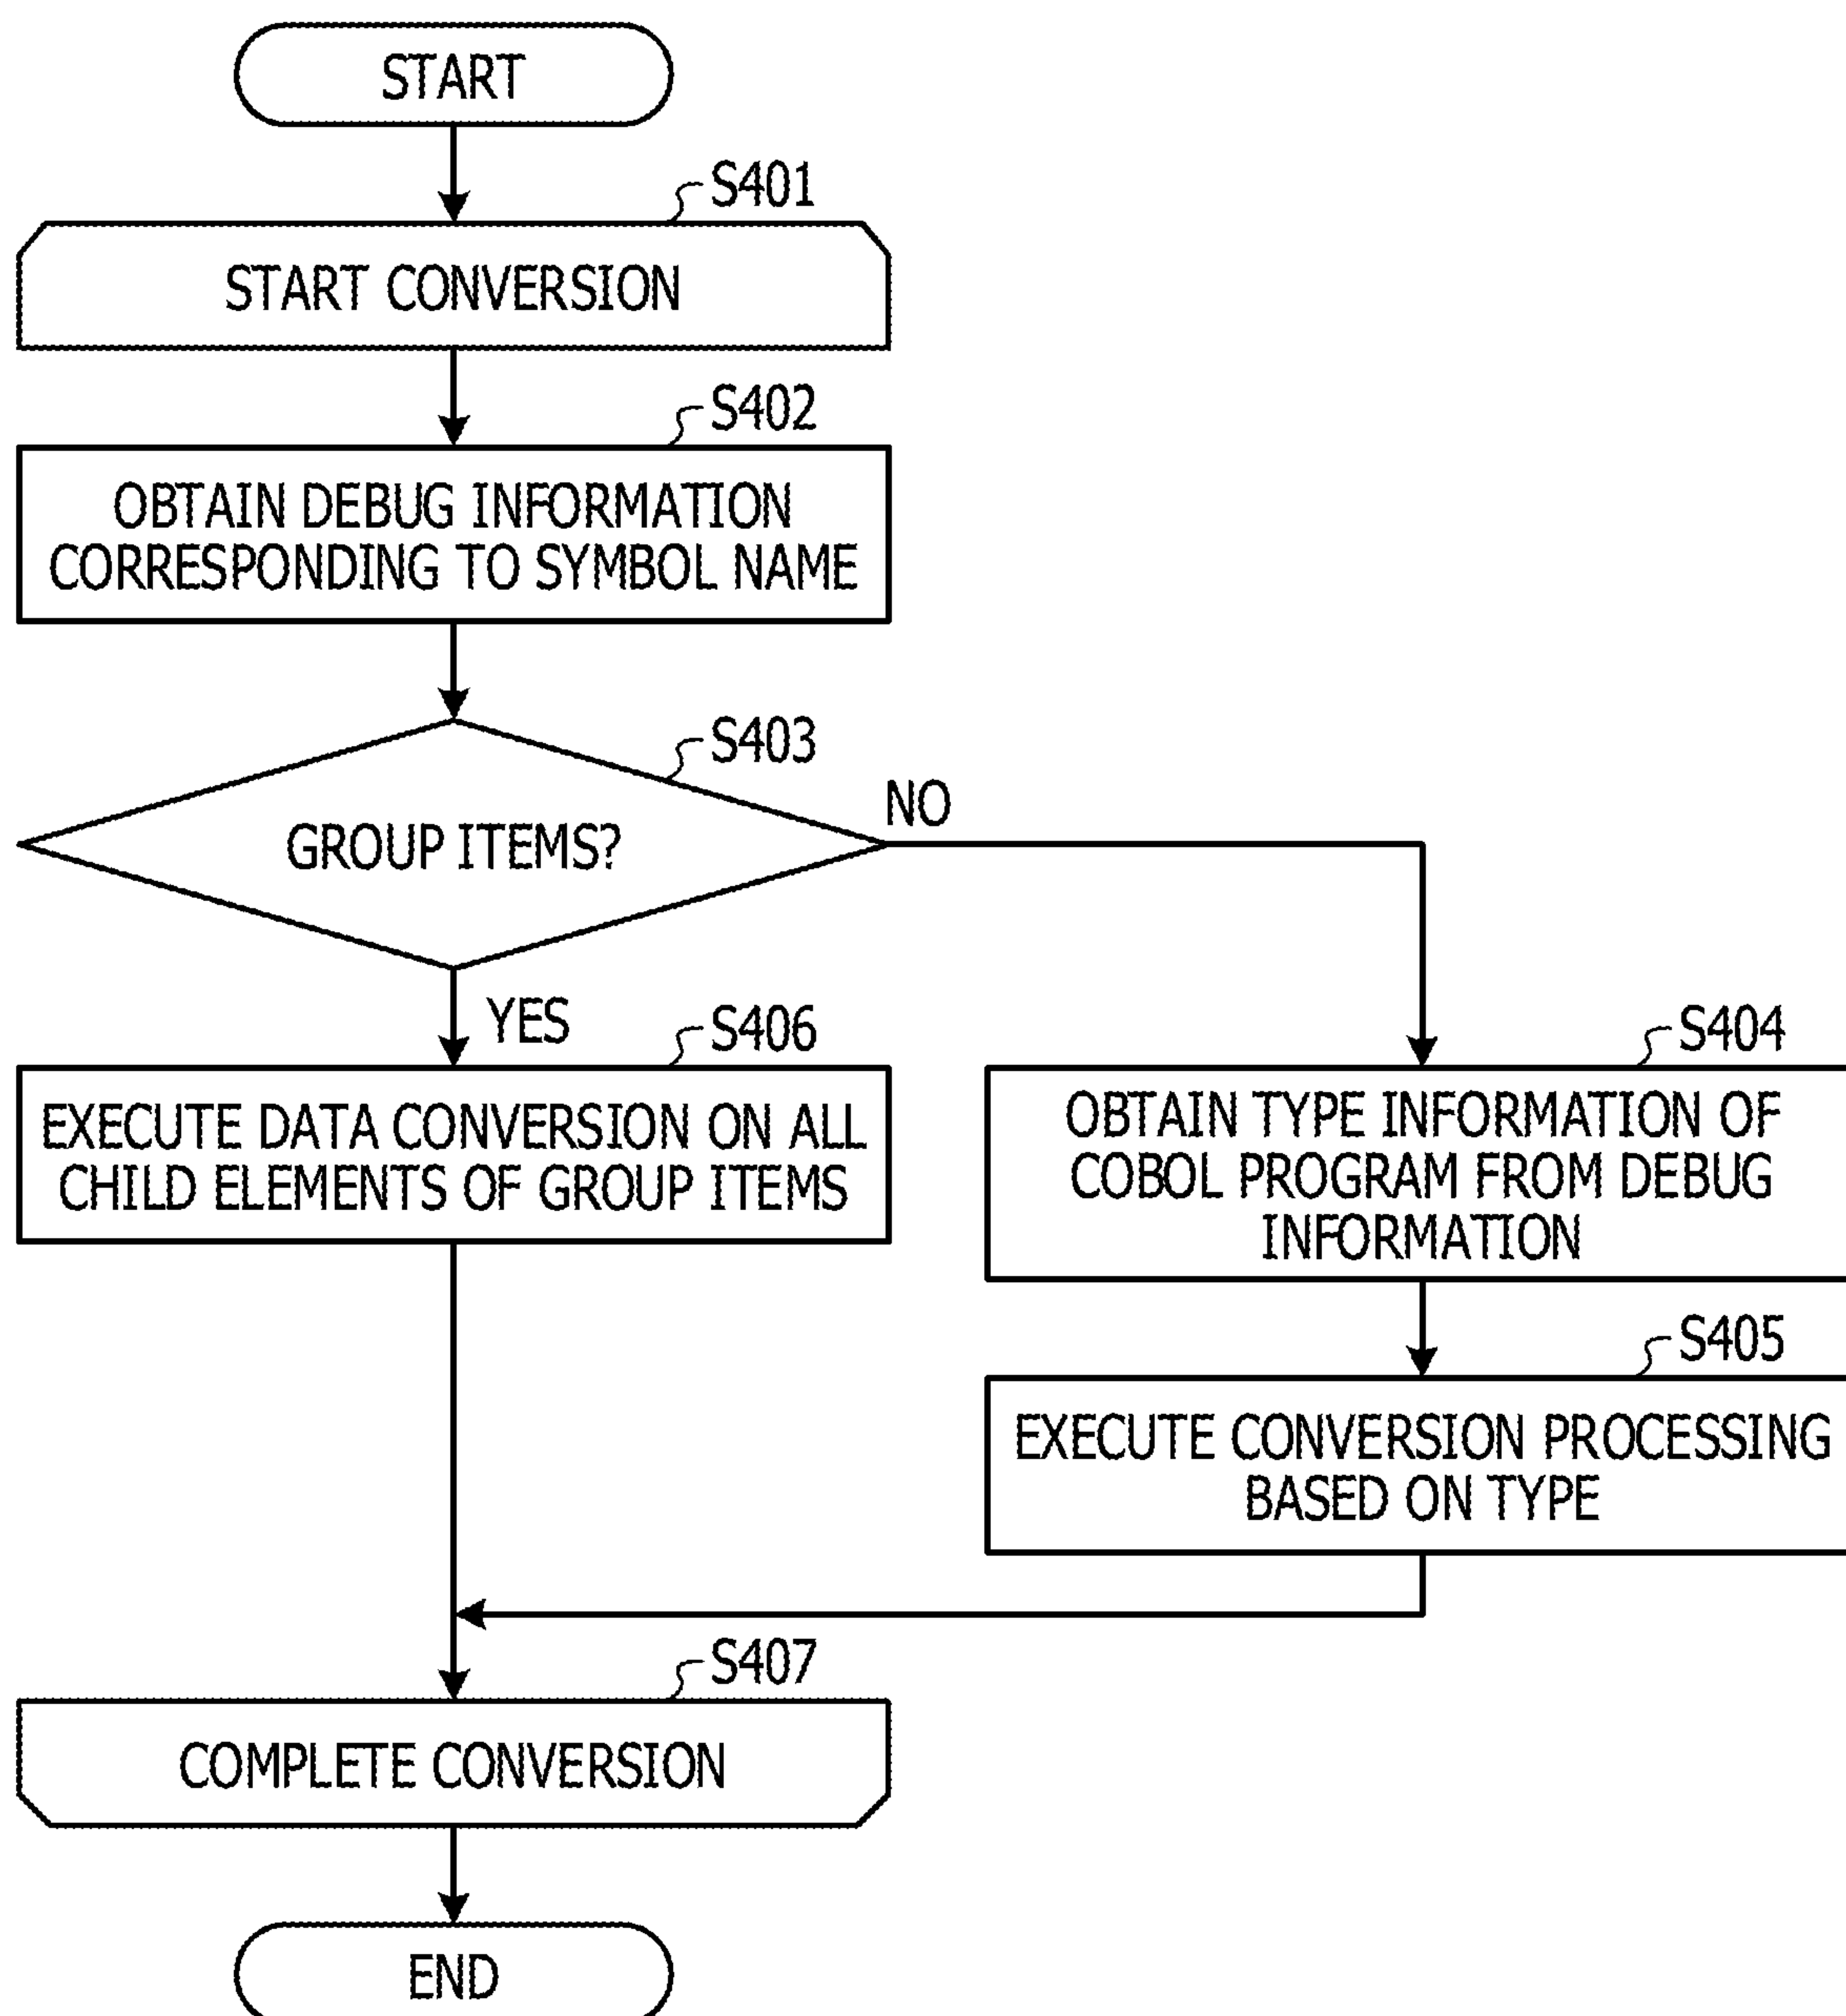 START
S401
START CONVERSION
S402
OBTAIN DEBUG INFORMATION
CORRESPONDING TO SYMBOL NAME
S403
GROUP ITEMS?
NO
YES
S406
EXECUTE DATA CONVERSION ON ALL
CHILD ELEMENTS OF GROUP ITEMS
S404
OBTAIN TYPE INFORMATION OF
COBOL PROGRAM FROM DEBUG
INFORMATION
S405
EXECUTE CONVERSION PROCESSING
BASED ON TYPE
S407
COMPLETE CONVERSION
END